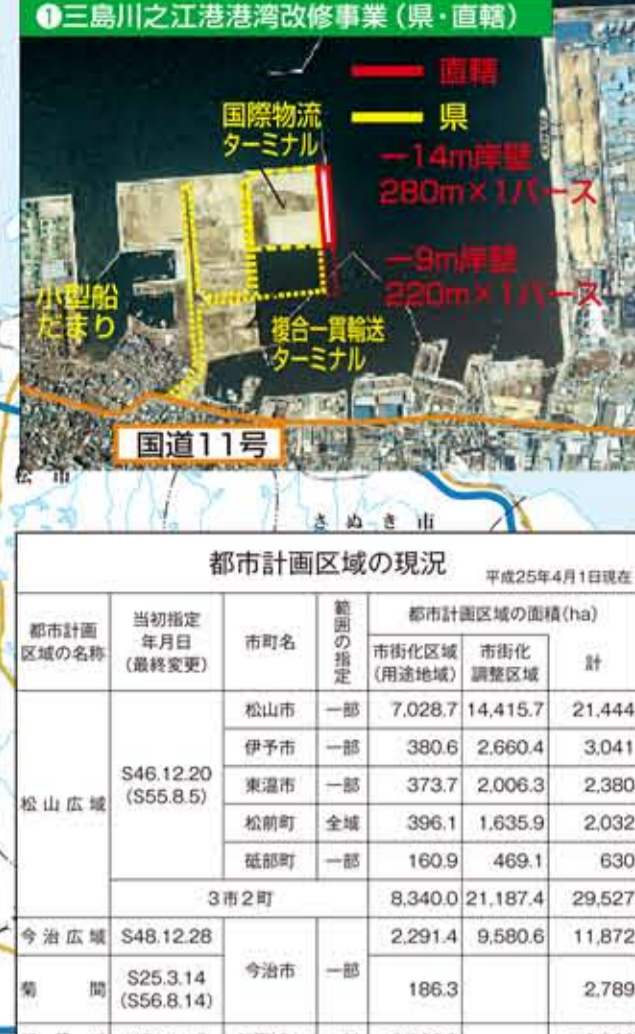 ❶三島川之江港港湾改修事業(県・直轄)
直轄
県
国際物流
ターミナル
−14m岸壁
280m×1バース
−9m岸壁
220m×1バース
小型船
だまり
複合一貫輸送
ターミナル
国道11号
さぬき市
都市計画区域の現況 平成25年4月1日現在
都市計画
区域の名称
当初指定
年月日
(最終変更)
市町名
範囲の指定
都市計画区域の面積(ha)
市街化区域
(用途地域)
市街化
調整区域
計
松山広域 S46.12.20
(S55.8.5)
松山市 一部 7,028.7 14,415.7 21,444
伊予市 一部 380.6 2,660.4 3,041
東温市 一部 373.7 2,006.3 2,380
松前町 全域 396.1 1,635.9 2,032
砥部町 一部 160.9 469.1 630
3市2町 8,340.0 21,187.4 29,527
今治広域 S48.12.28 今治市 一部 2,291.4 9,580.6 11,872
菊間 S25.3.14
(S56.8.14)
186.3 2,789